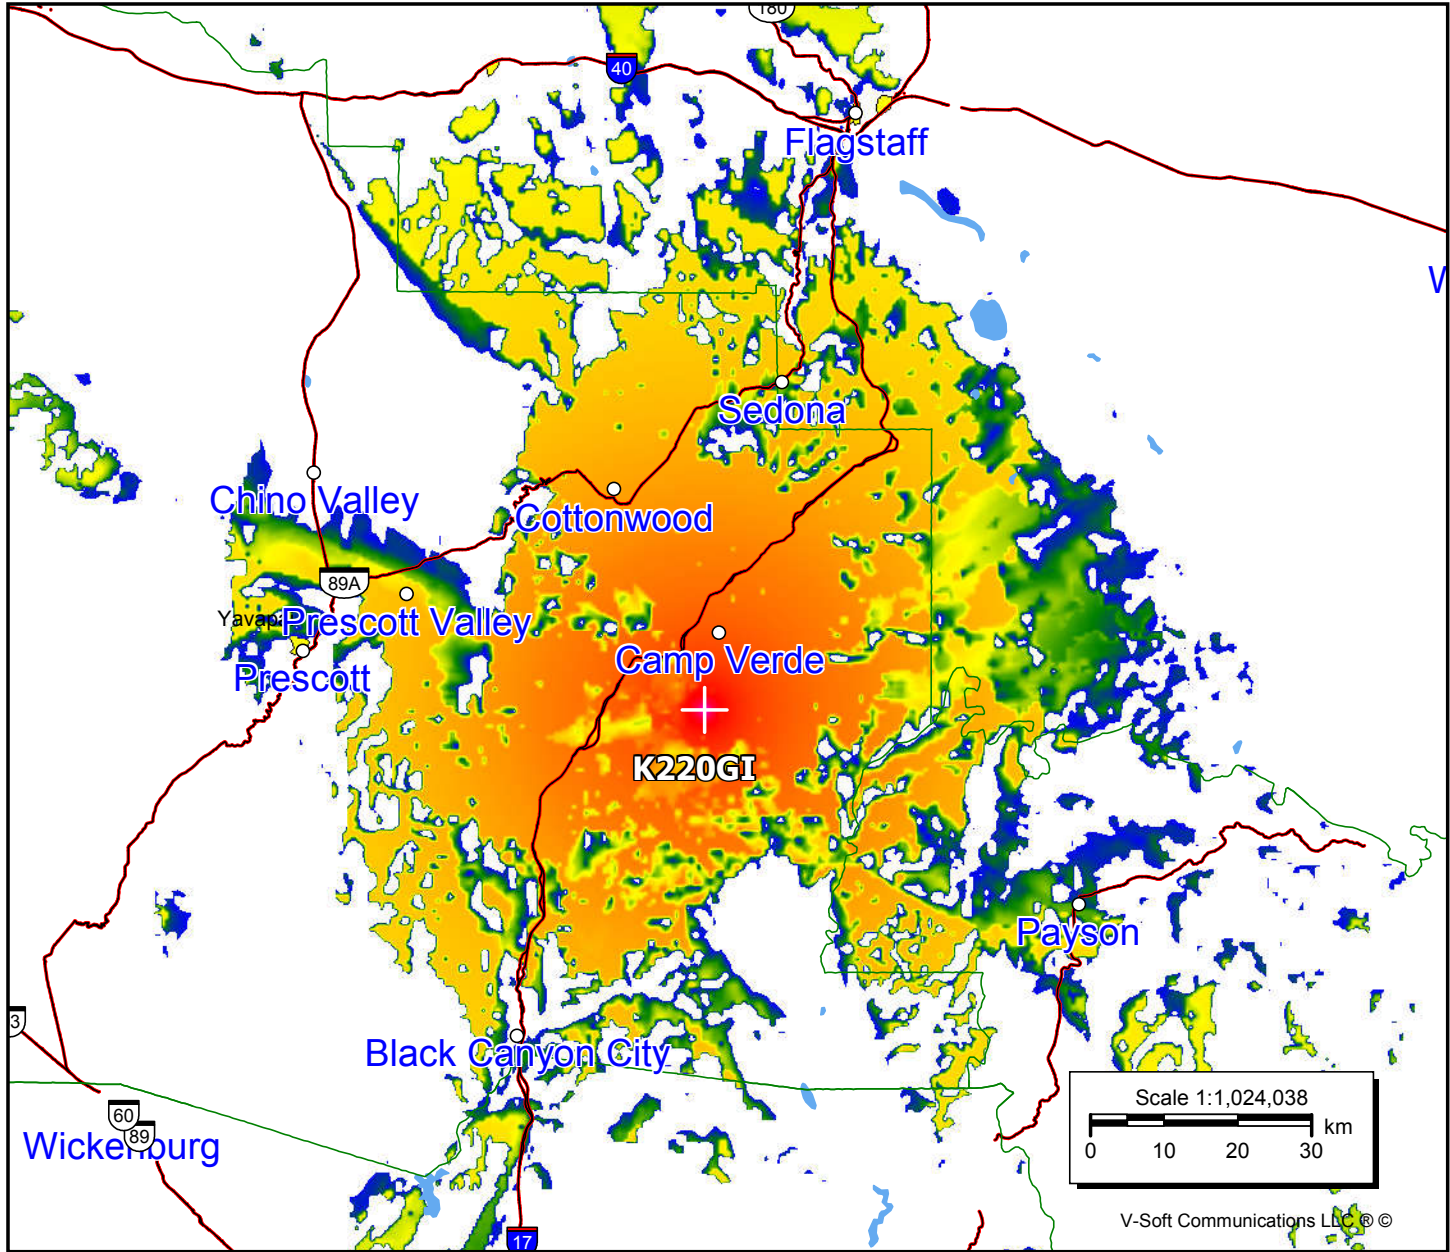 180
40
Flagstaff
W
Sedona
Chino Valley
Cottonwood
89A
Prescott Valley
Camp Verde
Prescott
K220GI
Payson
3
Black Canyon City
Scale 1:1,024,038
km
0 10 20 30
60
89
Wickenburg
V-Soft Communications LLC ® ©
17